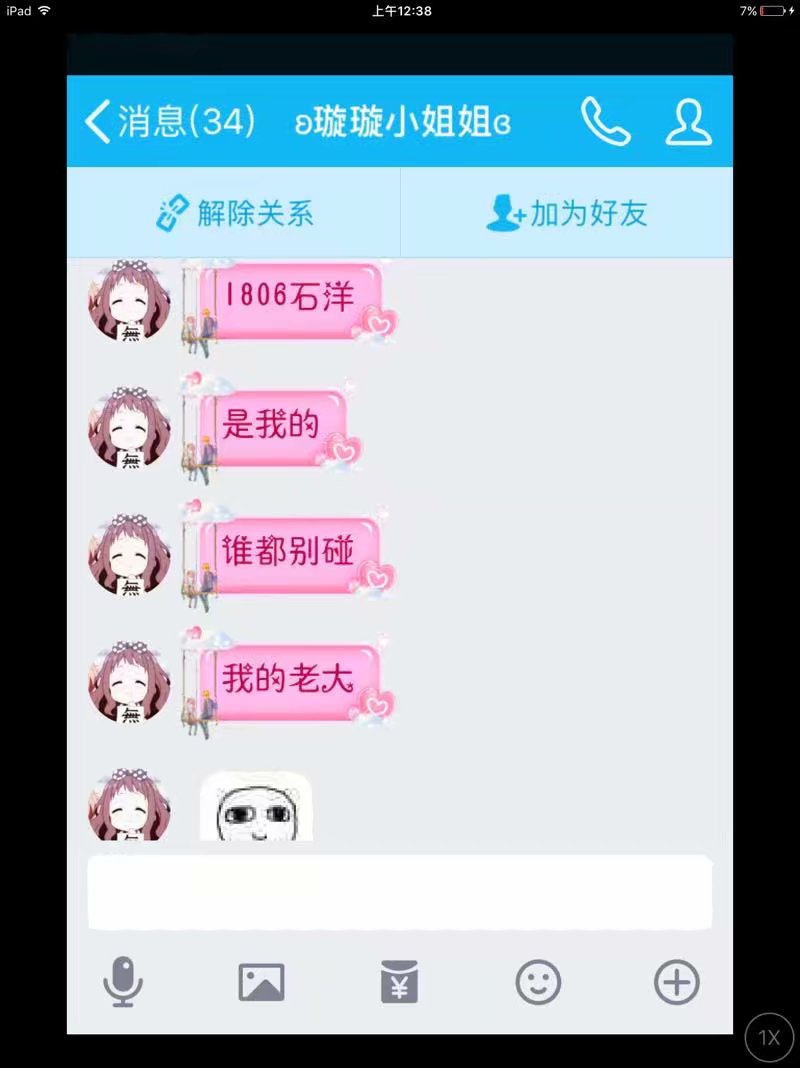 iPad 上午12:38 7%
消息(34) ʚ璇璇小姐姐ɞ
解除关系 加为好友
1806石洋
無
是我的
無
谁都别碰
無
我的老大
無
¥
1X